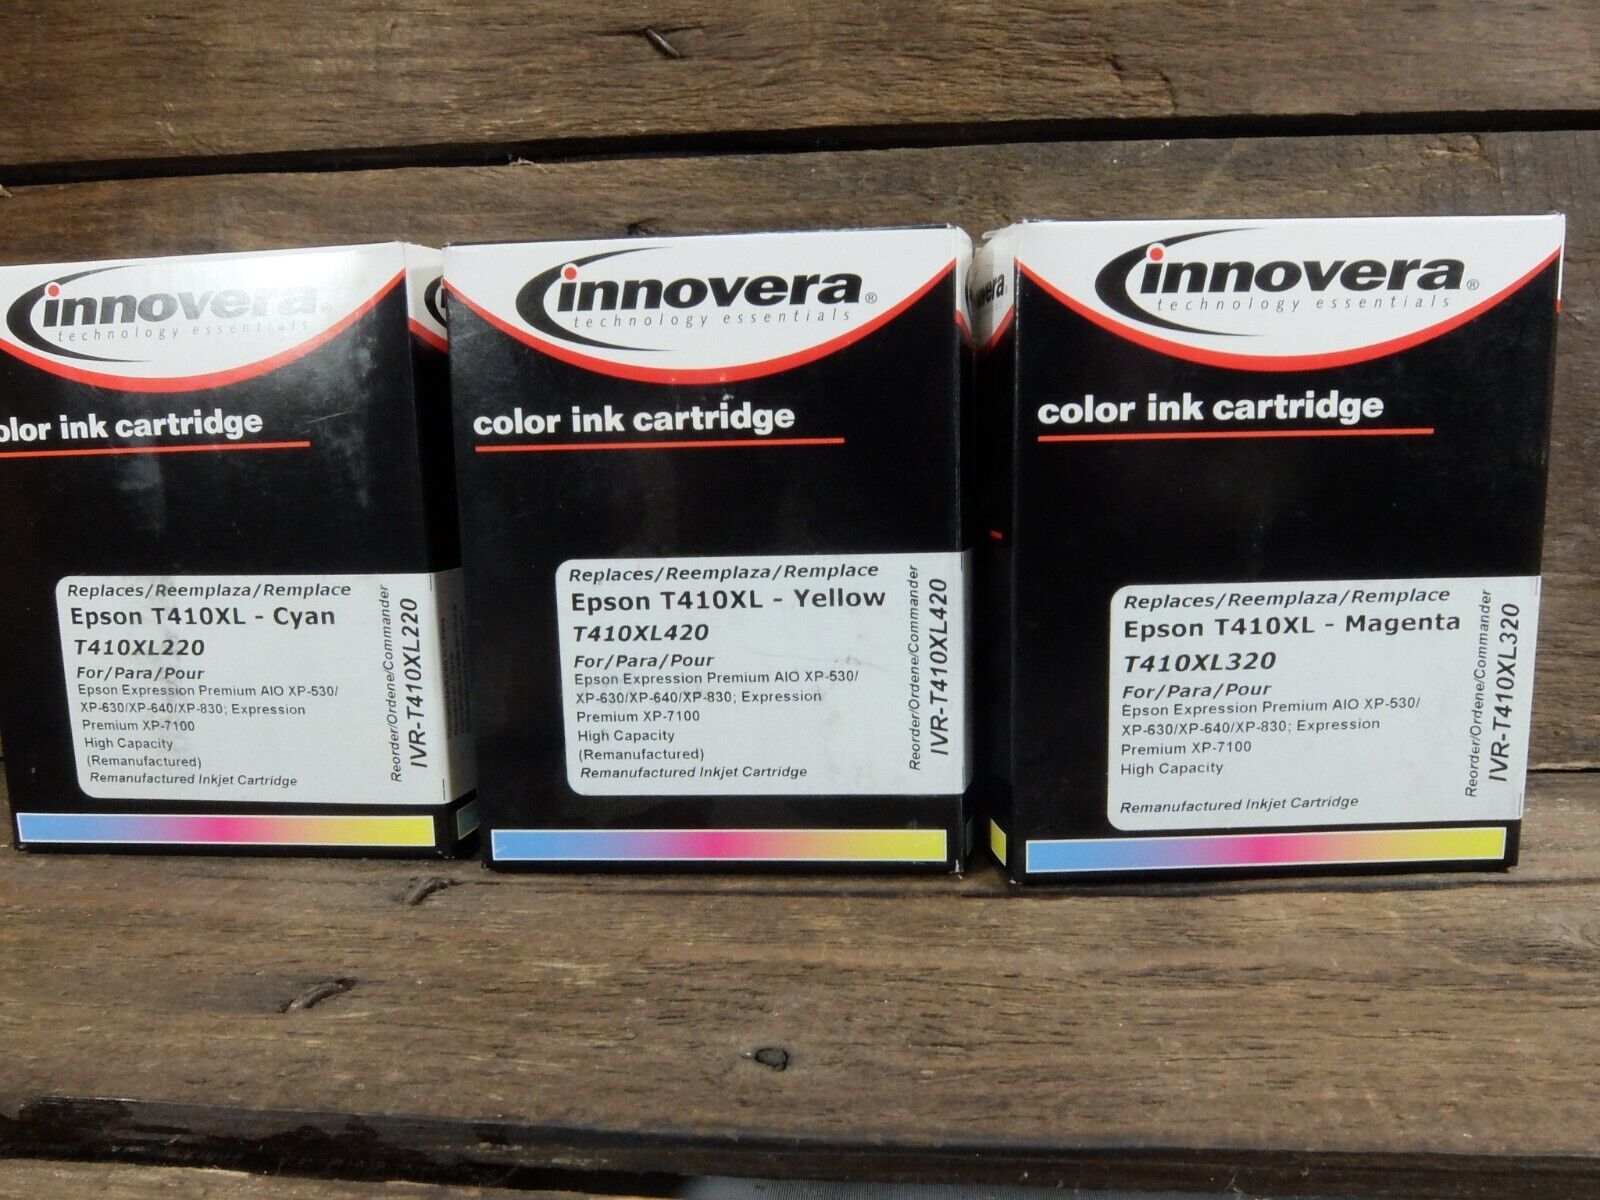 innovera
technology essentials
olor ink cartridge
Replaces/Reemplaza/Remplace
Epson T410XL - Cyan
T410XL220
For/Para/Pour
Epson Expression Premium AIO XP-530/
XP-630/XP-640/XP-830; Expression
Premium XP-7100
High Capacity
(Remanufactured)
Remanufactured Inkjet Cartridge
Reorder/Ordene/Commander
IVR-T410XL220
innovera®
technology essentials
color ink cartridge
Replaces/Reemplaza/Remplace
Epson T410XL - Yellow
T410XL420
For/Para/Pour
Epson Expression Premium AIO XP-530/
XP-630/XP-640/XP-830; Expression
Premium XP-7100
High Capacity
(Remanufactured)
Remanufactured Inkjet Cartridge
Reorder/Ordene/Commander
IVR-T410XL420
vera
innovera®
technology essentials
color ink cartridge
Replaces/Reemplaza/Remplace
Epson T410XL - Magenta
T410XL320
For/Para/Pour
Epson Expression Premium AIO XP-530/
XP-630/XP-640/XP-830; Expression
Premium XP-7100
High Capacity
Remanufactured Inkjet Cartridge
Reorder/Ordene/Commander
IVR-T410XL320